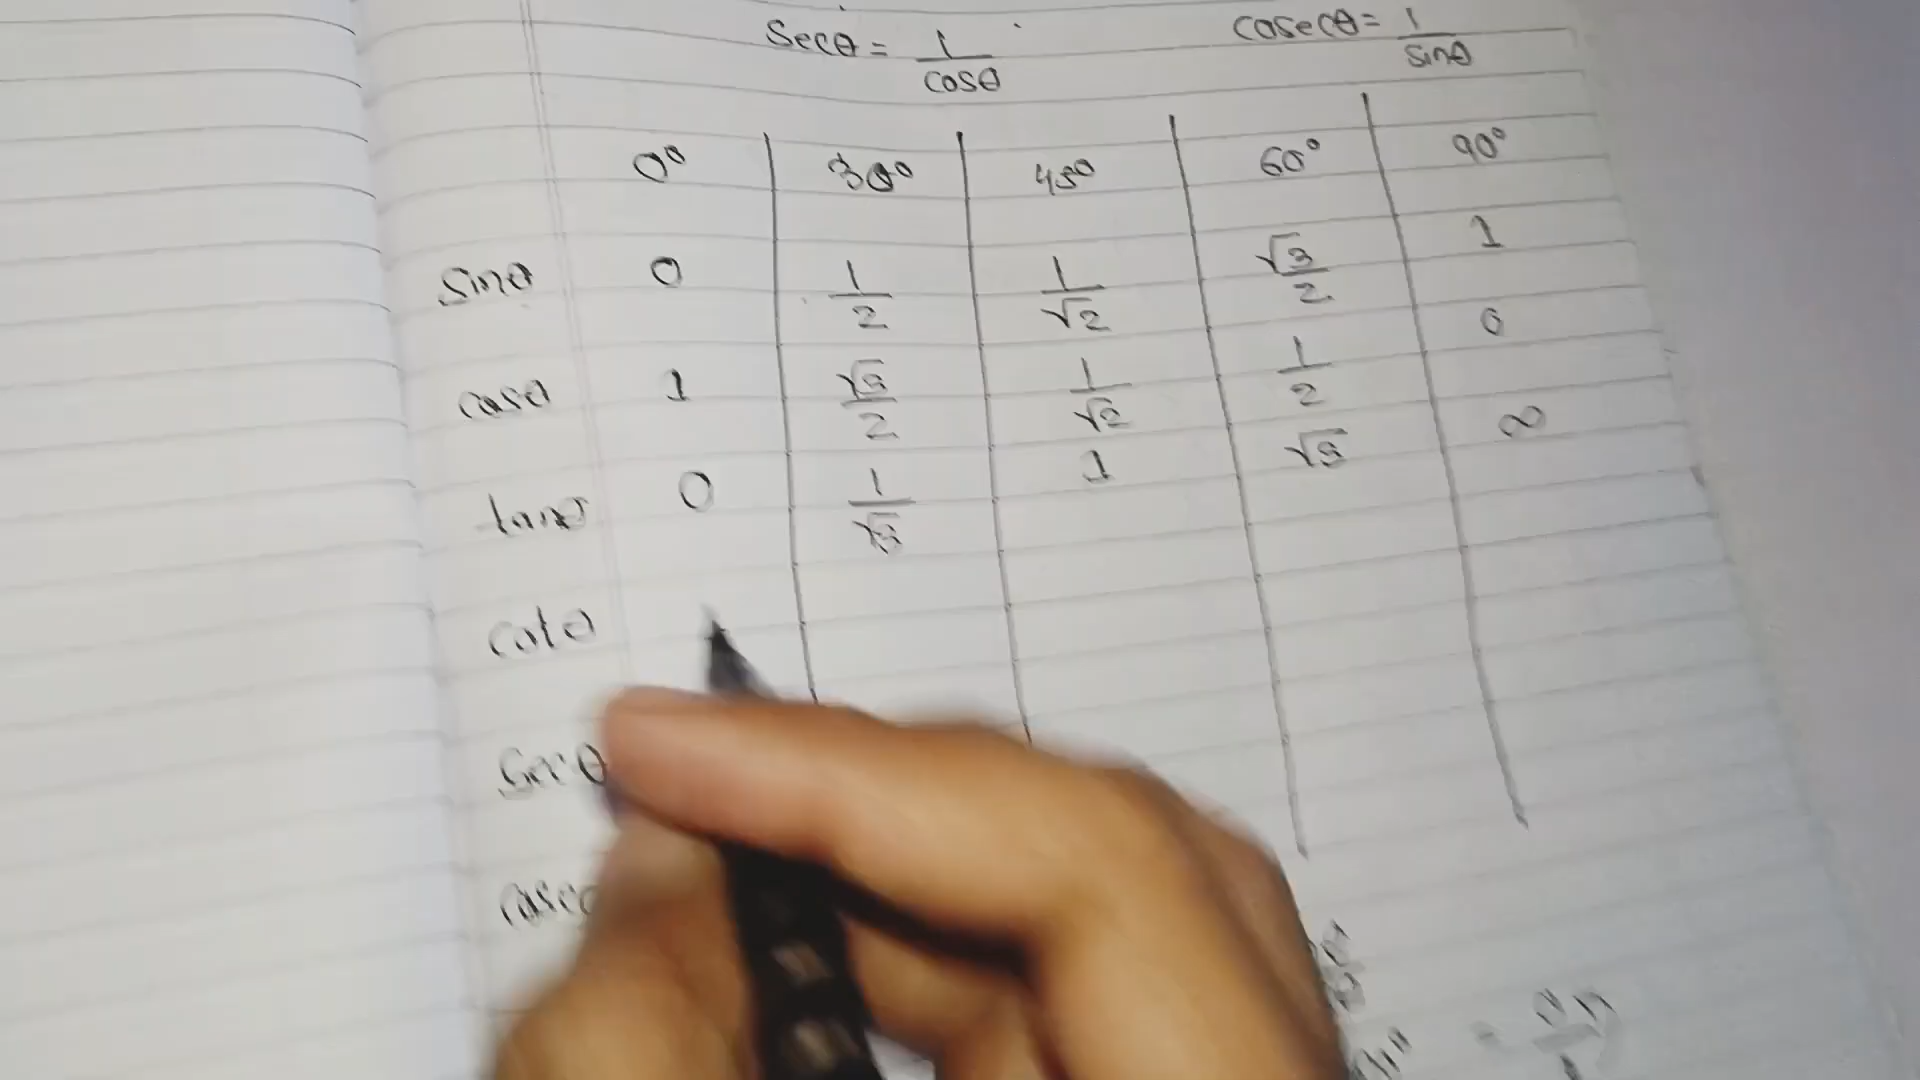 secθ = 1/cosθ cosecθ = 1/sinθ
0° 30° 45° 60° 90°
sinθ 0 1/2 1/√2 √3/2 1
cosθ 1 √3/2 1/√2 1/2 0
tanθ 0 1/√3 1 √3 ∞
cotθ
secθ
cosec